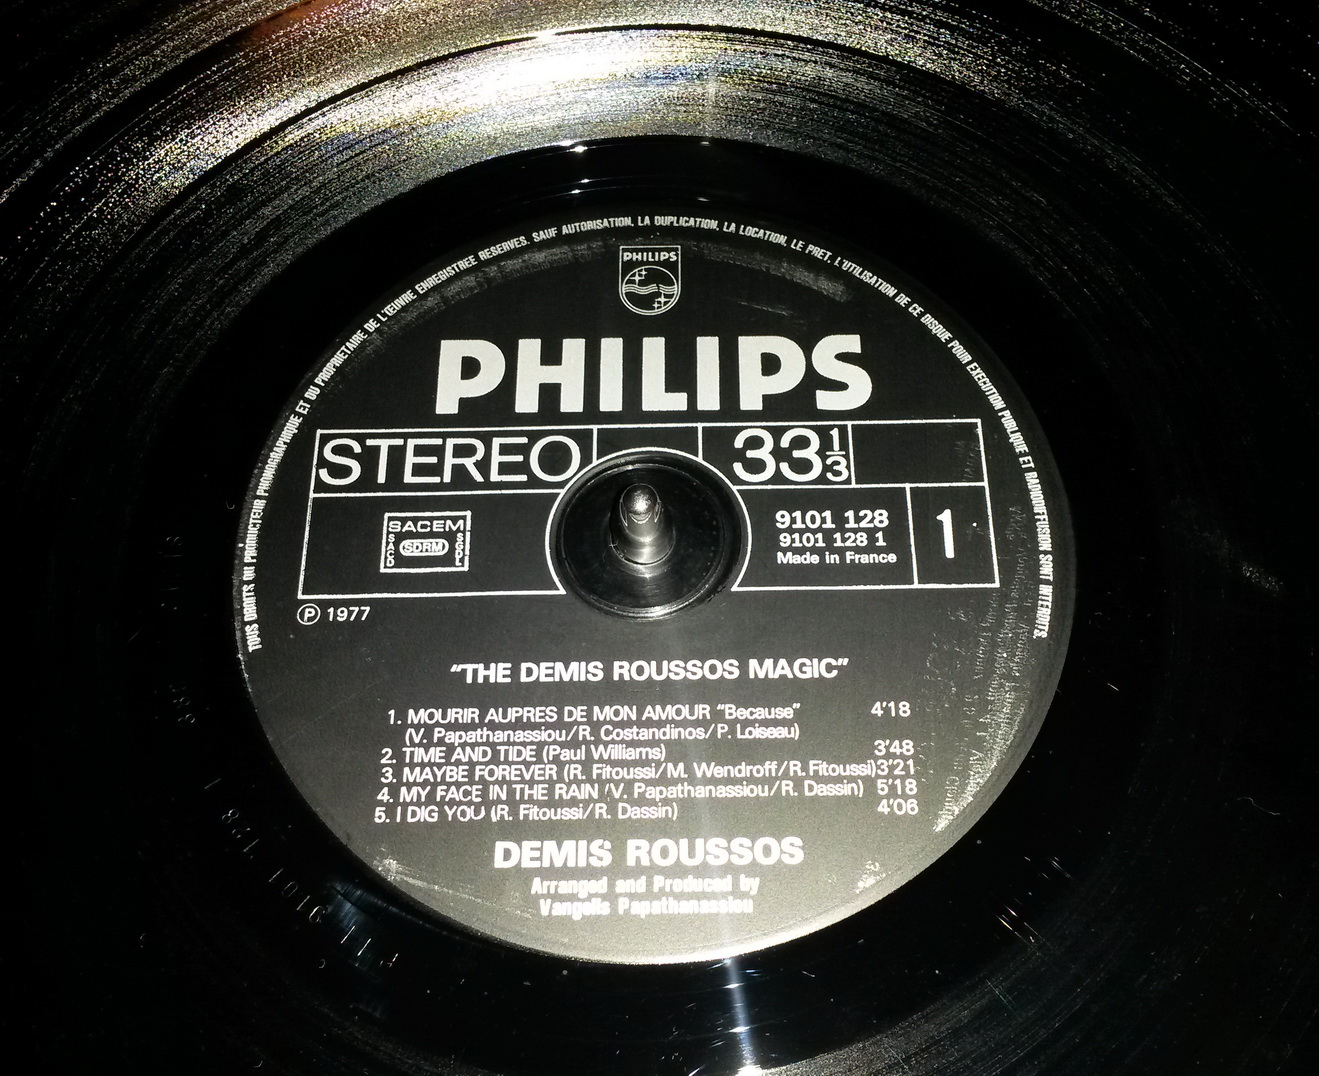 TOUS DROITS DU PRODUCTEUR PHONOGRAPHIQUE ET DU PROPRIETAIRE DE L'ŒUVRE ENREGISTREE RESERVES. SAUF AUTORISATION, LA DUPLICATION, LA LOCATION, LE PRET, L'UTILISATION DE CE DISQUE POUR EXECUTION PUBLIQUE ET RADIODIFFUSION SONT INTERDITS.
PHILIPS
PHILIPS
STEREO
33 1/3
SACEM
SACD
SDRM
SGDL
9101 128
9101 128 1
Made in France
1
Ⓟ 1977
"THE DEMIS ROUSSOS MAGIC"
1. MOURIR AUPRES DE MON AMOUR "Because" 4'18
(V. Papathanassiou/R. Costandinos/P. Loiseau)
2. TIME AND TIDE (Paul Williams) 3'48
3. MAYBE FOREVER (R. Fitoussi/M. Wendroff/R. Fitoussi) 3'21
4. MY FACE IN THE RAIN (V. Papathanassiou/R. Dassin) 5'18
5. I DIG YOU (R. Fitoussi/R. Dassin) 4'06
DEMIS ROUSSOS
Arranged and Produced by
Vangelis Papathanassiou